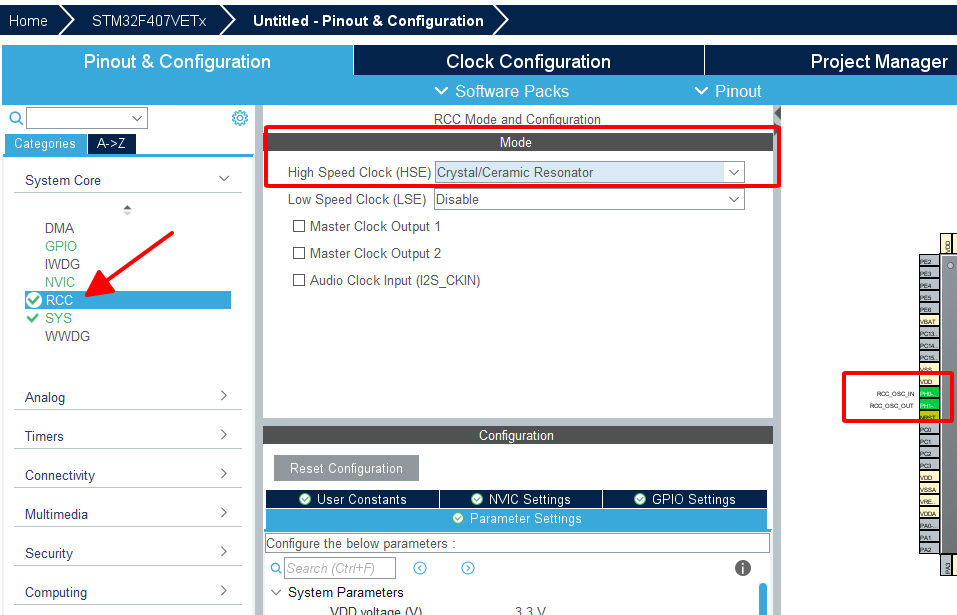 Home STM32F407VETx Untitled - Pinout & Configuration
Pinout & Configuration Clock Configuration Project Manager
Software Packs Pinout
RCC Mode and Configuration
Categories A->Z
Mode
High Speed Clock (HSE) Crystal/Ceramic Resonator
System Core
Low Speed Clock (LSE) Disable
Master Clock Output 1
DMA
GPIO
Master Clock Output 2
IWDG
NVIC
Audio Clock Input (I2S_CKIN)
RCC
SYS
WWDG
Analog
Timers
Connectivity
Multimedia
Security
Computing
Configuration
Reset Configuration
User Constants NVIC Settings GPIO Settings
Parameter Settings
Configure the below parameters :
Search (Ctrl+F)
System Parameters
VDD voltage (V) 3.3 V
VDD
PE2
PE3
PE4
PE5
PE6
VBAT
PC13..
PC14..
PC15..
VSS
VDD
RCC_OSC_IN PH0-..
RCC_OSC_OUT PH1-..
NRST
PC0
PC1
PC2
PC3
VDD
VSSA
VRE..
VDDA
PA0-..
PA1
PA2
PA3